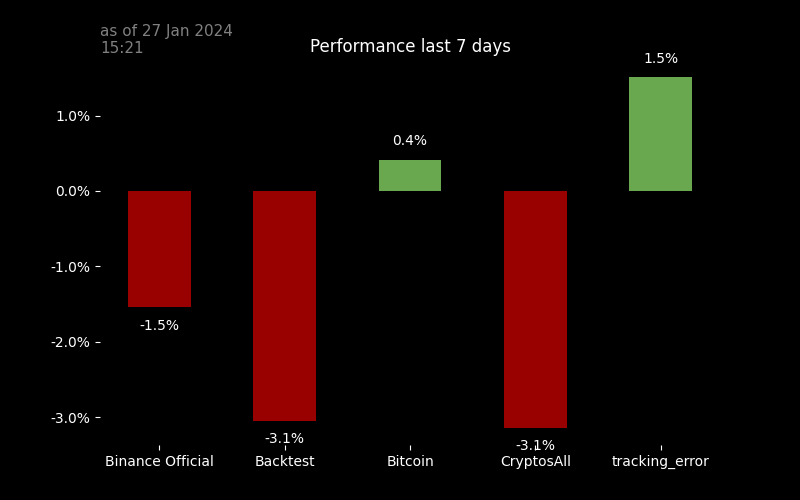 as of 27 Jan 2024
15:21
Performance last 7 days
1.5%
1.0%
0.4%
0.0%
-1.0%
-1.5%
-2.0%
-3.0%
-3.1%
-3.1%
Binance Official
Backtest
Bitcoin
CryptosAll
tracking_error